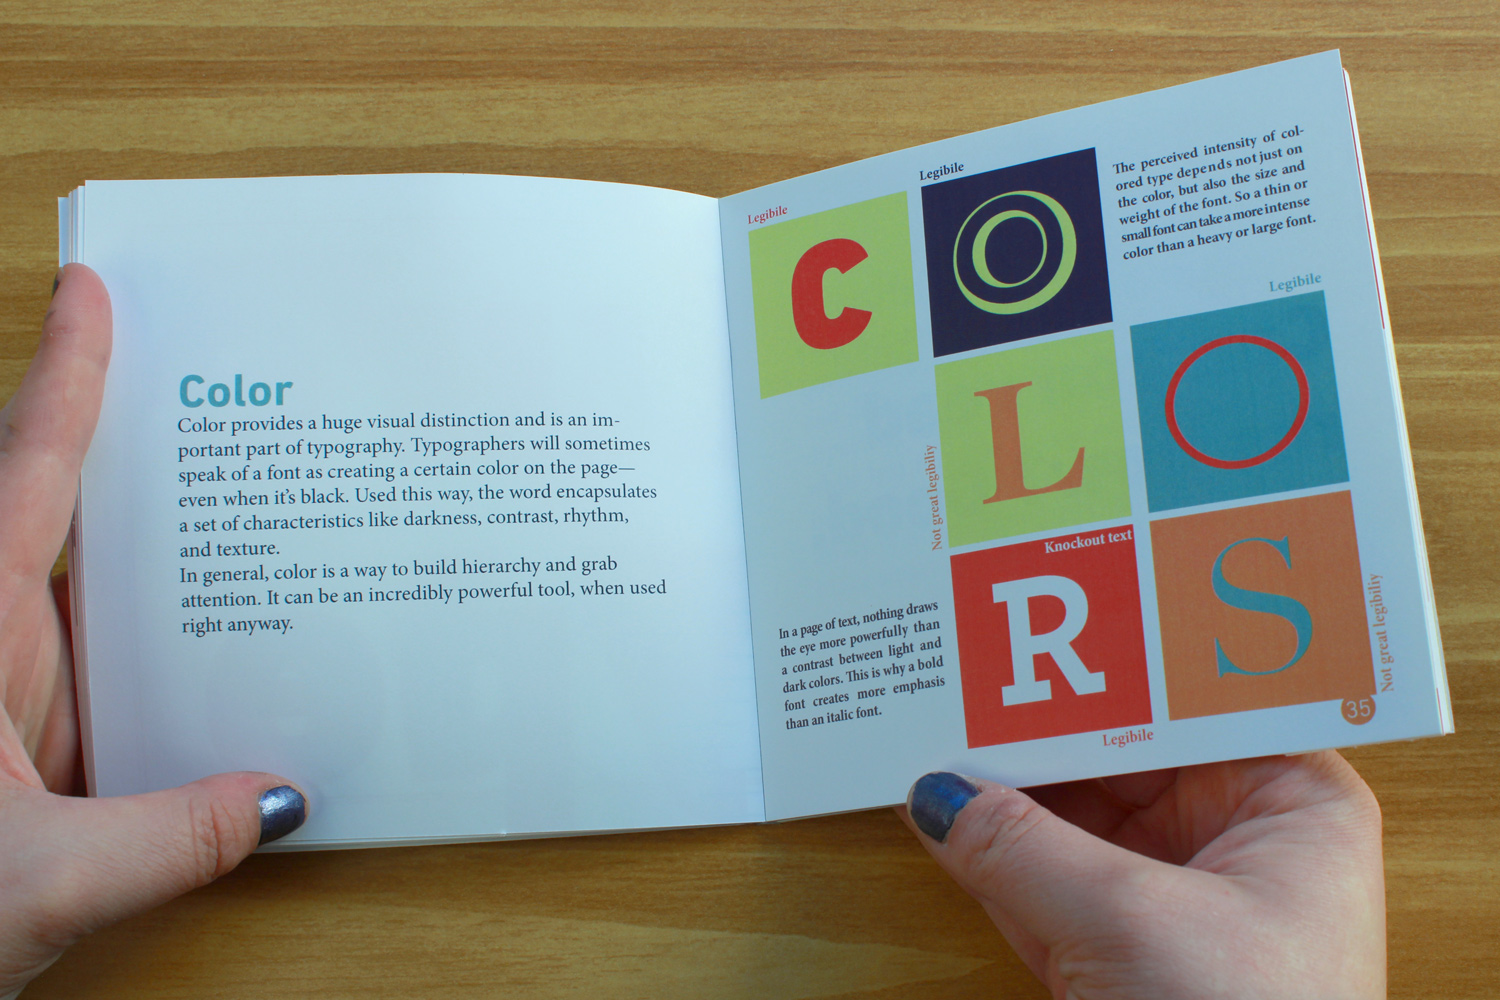 Color
Color provides a huge visual distinction and is an im-
portant part of typography. Typographers will sometimes
speak of a font as creating a certain color on the page—
even when it's black. Used this way, the word encapsulates
a set of characteristics like darkness, contrast, rhythm,
and texture.
In general, color is a way to build hierarchy and grab
attention. It can be an incredibly powerful tool, when used
right anyway.
Legibile
C
Legibile
O
The perceived intensity of col-
ored type depends not just on
the color, but also the size and
weight of the font. So a thin or
small font can take a more intense
color than a heavy or large font.
Not great legibiliy
L
Legibile
O
In a page of text, nothing draws
the eye more powerfully than
a contrast between light and
dark colors. This is why a bold
font creates more emphasis
than an italic font.
Knockout text
R
Legibile
S
Not great legibiliy
35